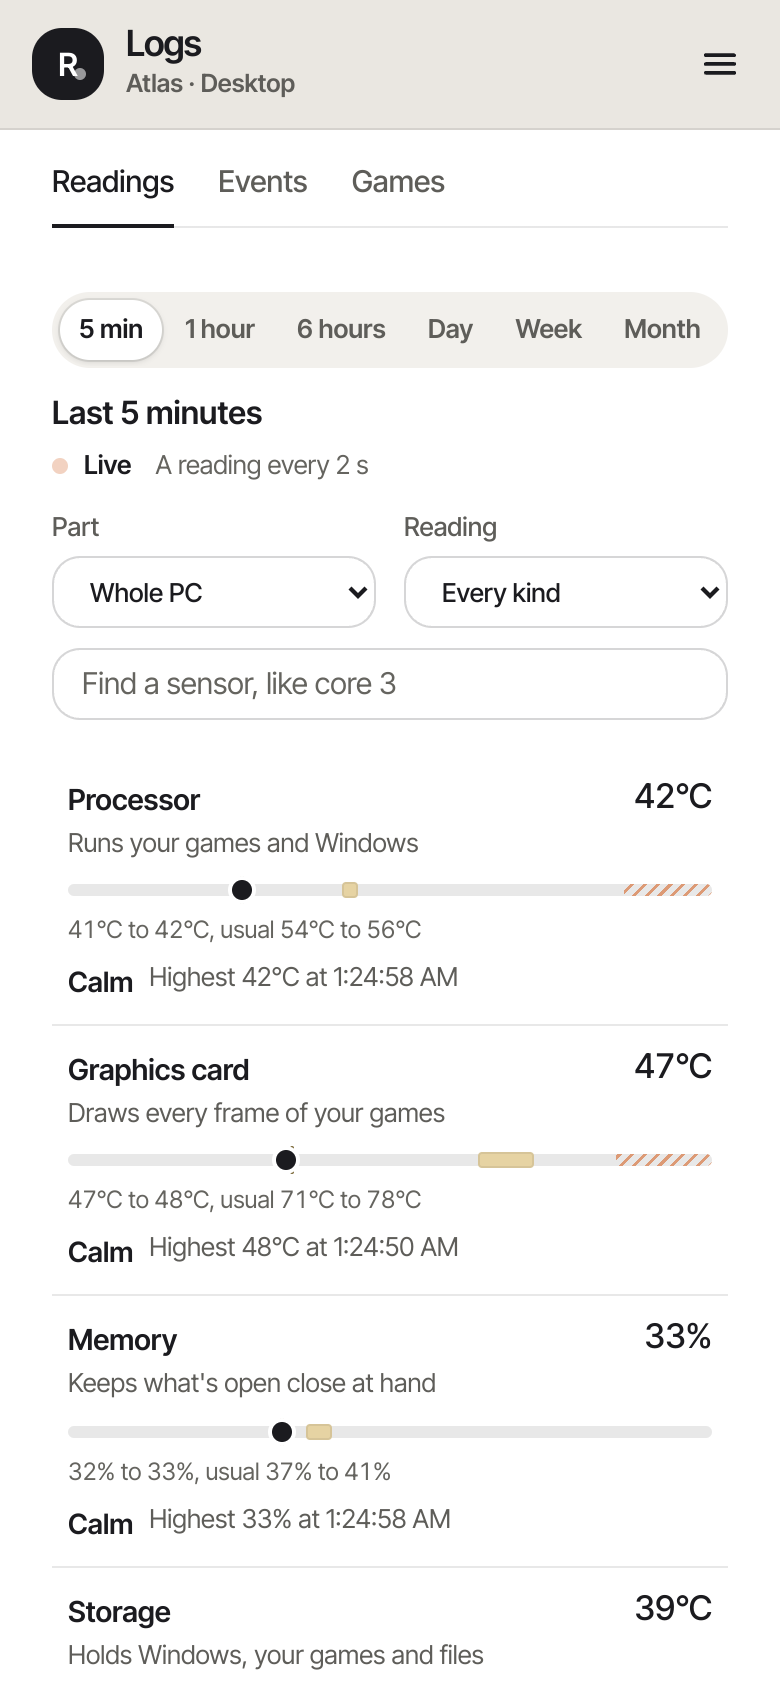 R
Logs
Atlas · Desktop
Readings Events Games
5 min 1 hour 6 hours Day Week Month
Last 5 minutes
Live A reading every 2 s
Part Reading
Whole PC Every kind
Find a sensor, like core 3
Processor 42°C
Runs your games and Windows
41°C to 42°C, usual 54°C to 56°C
Calm Highest 42°C at 1:24:58 AM
Graphics card 47°C
Draws every frame of your games
47°C to 48°C, usual 71°C to 78°C
Calm Highest 48°C at 1:24:50 AM
Memory 33%
Keeps what's open close at hand
32% to 33%, usual 37% to 41%
Calm Highest 33% at 1:24:58 AM
Storage 39°C
Holds Windows, your games and files